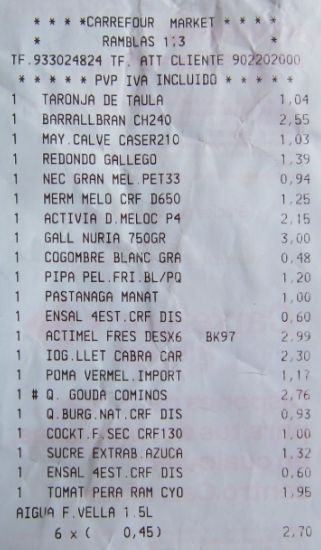 * * * *CARREFOUR MARKET * * * *
* RAMBLAS 113 *
TF.933024824 TF. ATT CLIENTE 902202000
* * * * * PVP IVA INCLUIDO * * * * *
1 TARONJA DE TAULA 1,04
1 BARRALLBRAN CH240 2,55
1 MAY.CALVE CASER210 1,03
1 REDONDO GALLEGO 1,39
1 NEC GRAN MEL.PET33 0,94
1 MERM MELO CRF D650 1,25
1 ACTIVIA D.MELOC P4 2,15
1 GALL NURIA 750GR 3,00
1 COGOMBRE BLANC GRA 0,48
1 PIPA PEL.FRI.BL/PQ 1,20
1 PASTANAGA MANAT 1,00
1 ENSAL 4EST.CRF DIS 0,60
1 ACTIMEL FRES DESX6 BK97 2,99
1 IOG.LLET CABRA CAR 2,30
1 POMA VERMEL.IMPORT 1,17
1 # Q. GOUDA COMINOS 2,76
1 Q.BURG.NAT.CRF DIS 0,93
1 COCKT.F.SEC CRF130 1,00
1 SUCRE EXTRAB.AZUCA 1,32
1 ENSAL 4EST.CRF DIS 0,60
1 TOMAT PERA RAM CYO 1,95
AIGUA F.VELLA 1.5L
6 x ( 0,45) 2,70